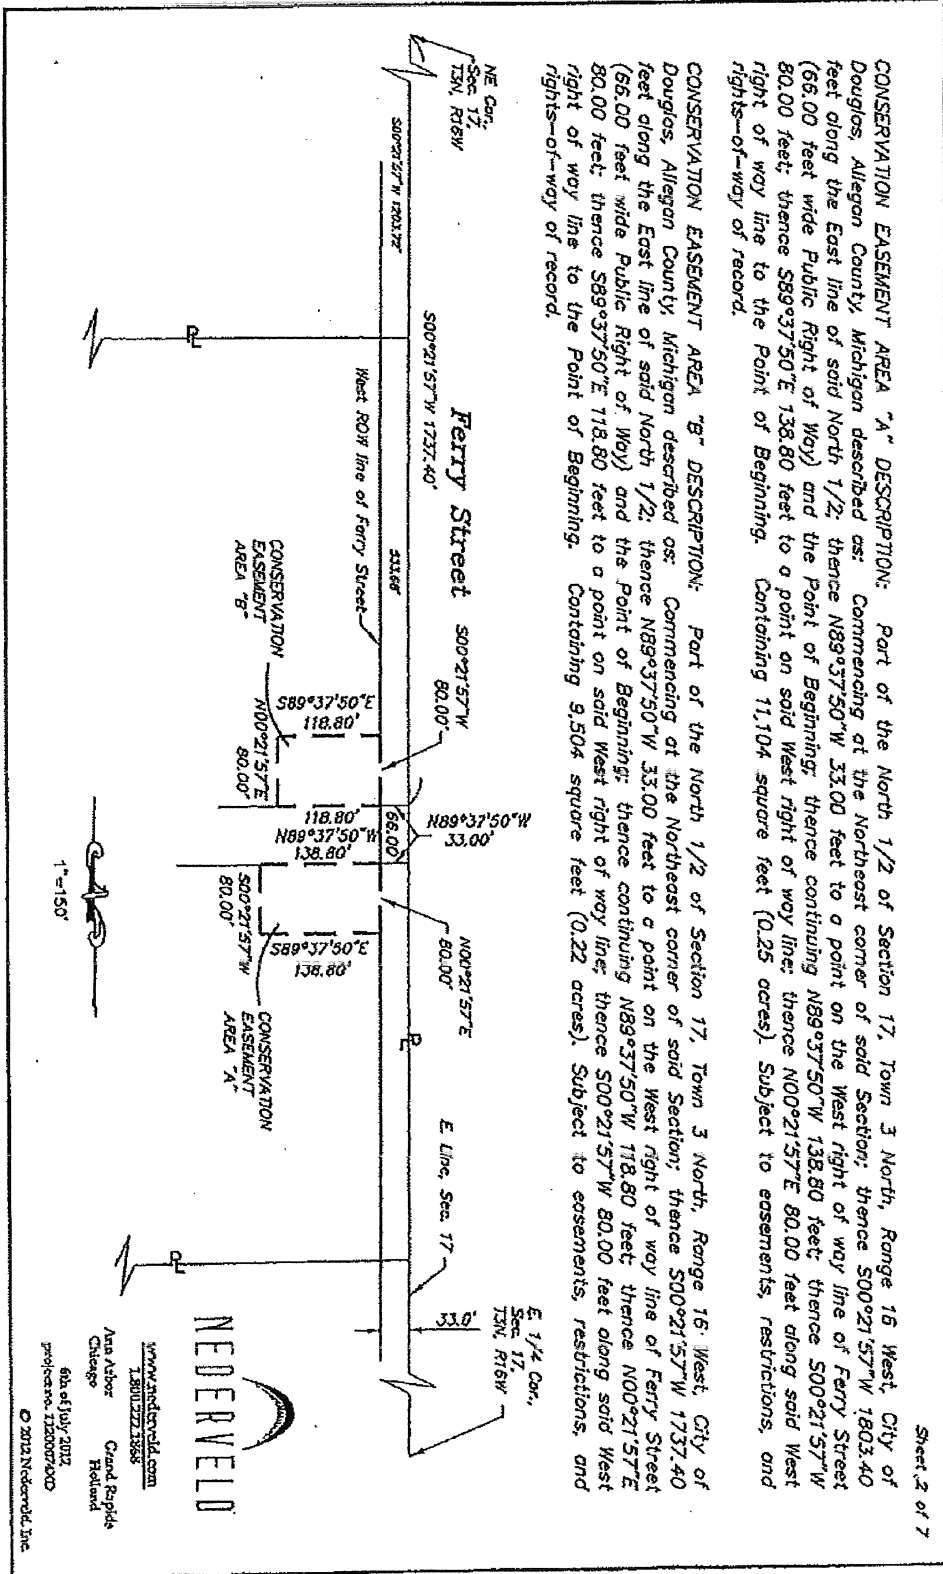 Sheet 2 of 7
CONSERVATION EASEMENT AREA "A" DESCRIPTION: Part of the North 1/2 of Section 17, Town 3 North, Range 16 West, City of
Douglas, Allegan County, Michigan described as: Commencing at the Northeast corner of said Section; thence S00°21'57"W 1803.40
feet along the East line of said North 1/2; thence N89°37'50"W 33.00 feet to a point on the West right of way line of Ferry Street
(66.00 feet wide Public Right of Way) and the Point of Beginning; thence continuing N89°37'50"W 138.80 feet; thence S00°21'57"W
80.00 feet; thence S89°37'50"E 138.80 feet to a point on said West right of way line; thence N00°21'57"E 80.00 feet along said West
right of way line to the Point of Beginning. Containing 11,104 square feet (0.25 acres). Subject to easements, restrictions, and
rights-of-way of record.
CONSERVATION EASEMENT AREA "B" DESCRIPTION: Part of the North 1/2 of Section 17, Town 3 North, Range 16 West, City of
Douglas, Allegan County, Michigan described as: Commencing at the Northeast corner of said Section; thence S00°21'57"W 1737.40
feet along the East line of said North 1/2; thence N89°37'50"W 33.00 feet to a point on the West right of way line of Ferry Street
(66.00 feet wide Public Right of Way) and the Point of Beginning; thence continuing N89°37'50"W 118.80 feet; thence N00°21'57"E
80.00 feet; thence S89°37'50"E 118.80 feet to a point on said West right of way line; thence S00°21'57"W 80.00 feet along said West
right of way line to the Point of Beginning. Containing 9,504 square feet (0.22 acres). Subject to easements, restrictions, and
rights-of-way of record.
NE Cor.,
Sec. 17,
T3N, R16W
S00°21'57"W 1203.72'
S00°21'57"W 1737.40'
533.68'
Ferry Street
West ROW line of Ferry Street
S00°21'57"W
80.00'
N89°37'50"W
33.00'
66.00'
N00°21'57"E
80.00'
E. Line, Sec. 17
33.0'
E. 1/4 Cor.,
Sec. 17,
T3N, R16W
PL
PL
PL
S89°37'50"E
118.80'
N00°21'57"E
80.00'
118.80'
N89°37'50"W
138.80'
S00°21'57"W
80.00'
S89°37'50"E
138.80'
CONSERVATION
EASEMENT
AREA "B"
CONSERVATION
EASEMENT
AREA "A"
1"=150'
NEDERVELD
www.nederveld.com
1.800.222.1868
Ann Arbor Grand Rapids
Chicago Holland
6th of July 2012
© 2012 Nederveld, Inc.